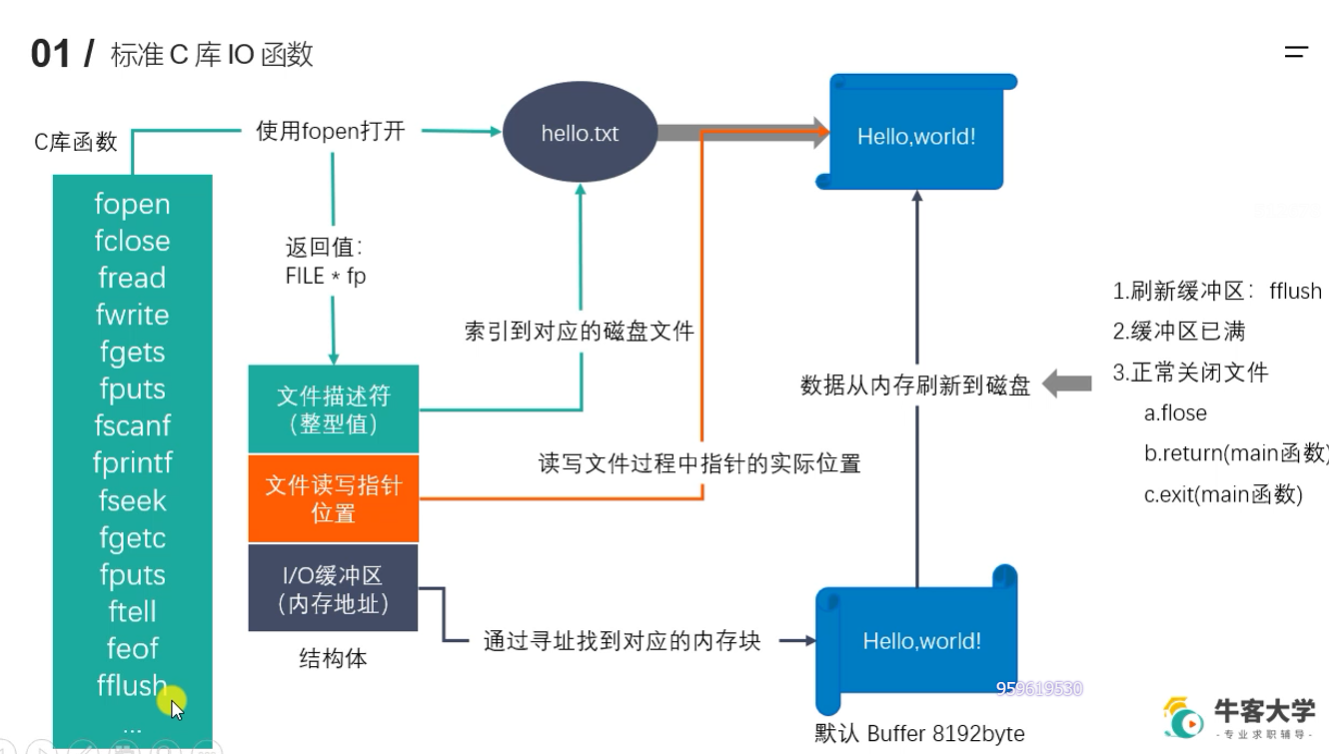 01 / 标准 C 库 IO 函数
C库函数
fopen
fclose
fread
fwrite
fgets
fputs
fscanf
fprintf
fseek
fgetc
fputs
ftell
feof
fflush
...
使用fopen打开
返回值：
FILE * fp
文件描述符
（整型值）
文件读写指针
位置
I/O缓冲区
（内存地址）
结构体
hello.txt
索引到对应的磁盘文件
读写文件过程中指针的实际位置
通过寻址找到对应的内存块
Hello,world!
数据从内存刷新到磁盘
Hello,world!
959619530
默认 Buffer 8192byte
1.刷新缓冲区：fflush
2.缓冲区已满
3.正常关闭文件
a.flose
b.return(main函数)
c.exit(main函数)
牛客大学
-专业求职辅导-